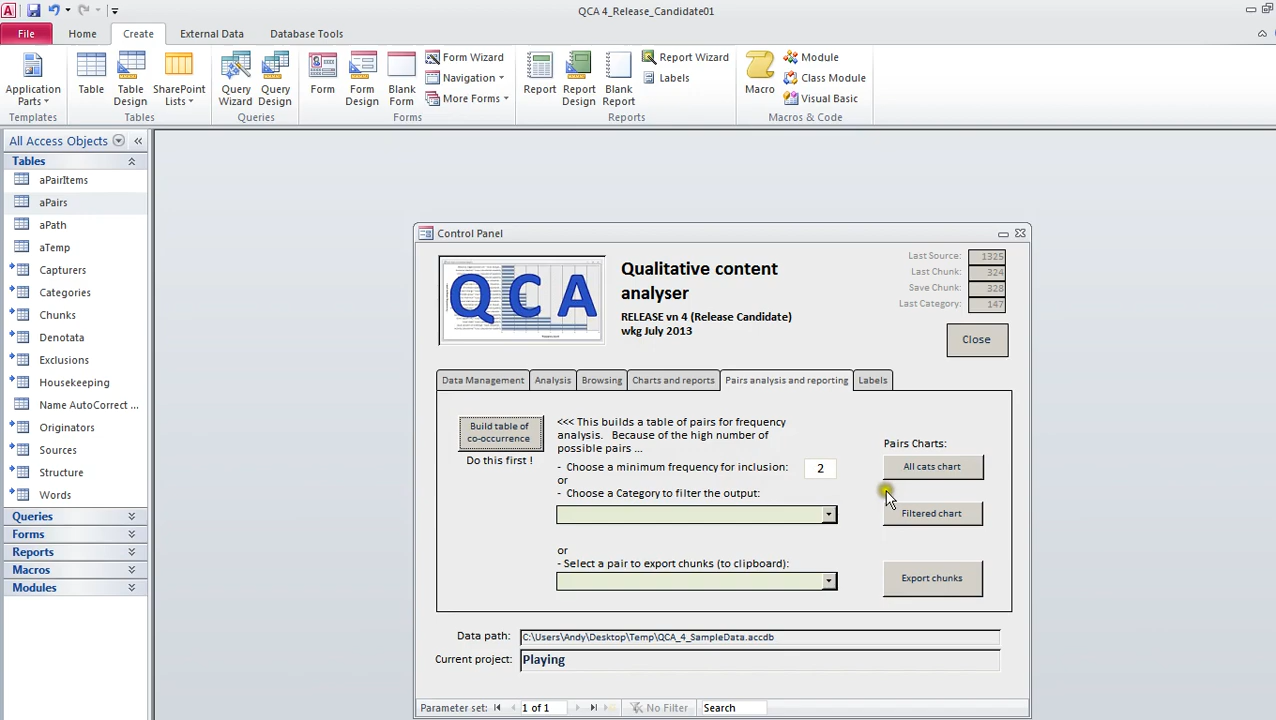 QCA 4_Release_Candidate01
File Home Create External Data Database Tools
Application Parts
Table
Table Design
SharePoint Lists
Query Wizard
Query Design
Form
Form Design
Blank Form
Form Wizard
Navigation
More Forms
Report
Report Design
Blank Report
Report Wizard
Labels
Macro
Module
Class Module
Visual Basic
Templates Tables Queries Forms Reports Macros & Code
All Access Objects
Tables
aPairItems
aPairs
aPath
aTemp
Capturers
Categories
Chunks
Denotata
Exclusions
Housekeeping
Name AutoCorrect ...
Originators
Sources
Structure
Words
Queries
Forms
Reports
Macros
Modules
Control Panel
QCA
Qualitative content
analyser
RELEASE vn 4 (Release Candidate)
wkg July 2013
Last Source: 1325
Last Chunk: 324
Save Chunk: 328
Last Category: 147
Close
Data Management Analysis Browsing Charts and reports Pairs analysis and reporting Labels
Build table of
co-occurrence
Do this first !
<<< This builds a table of pairs for frequency
analysis. Because of the high number of
possible pairs ...
- Choose a minimum frequency for inclusion: 2
or
- Choose a Category to filter the output:
or
- Select a pair to export chunks (to clipboard):
Pairs Charts:
All cats chart
Filtered chart
Export chunks
Data path: C:\Users\Andy\Desktop\Temp\QCA_4_SampleData.accdb
Current project: Playing
Parameter set: 1 of 1 No Filter Search